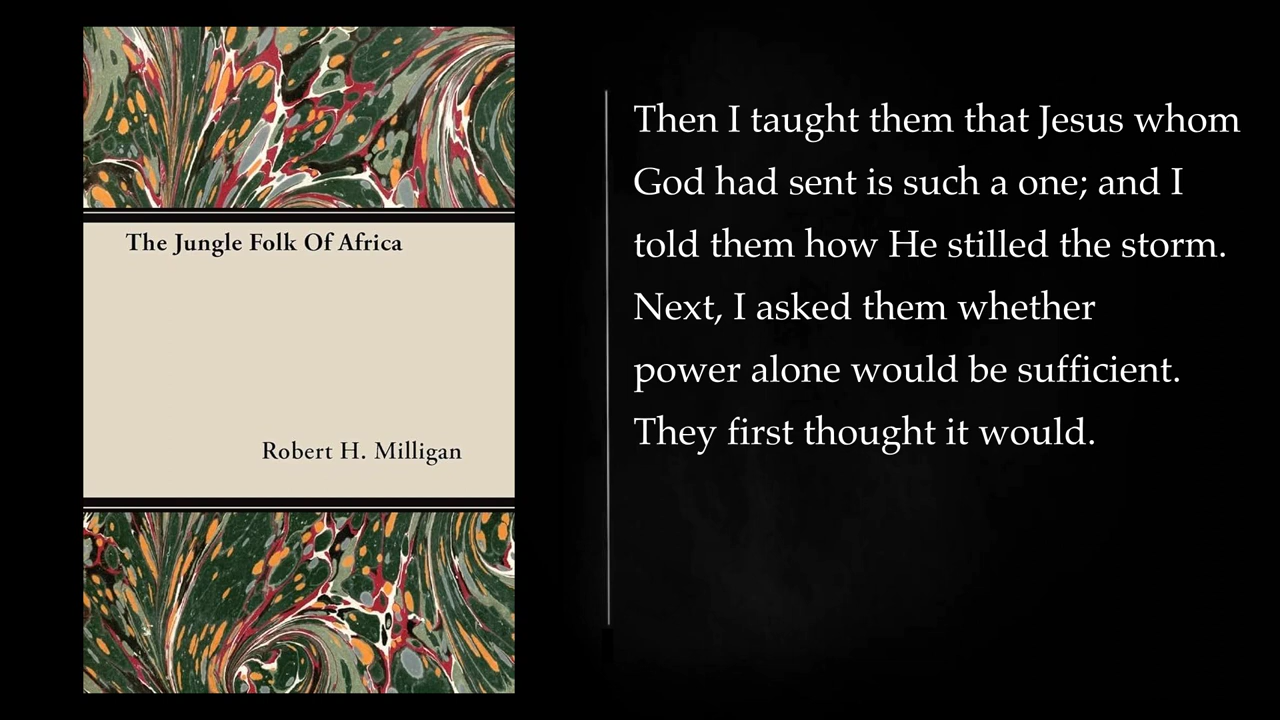 The Jungle Folk Of Africa
Robert H. Milligan
Then I taught them that Jesus whom
God had sent is such a one; and I
told them how He stilled the storm.
Next, I asked them whether
power alone would be sufficient.
They first thought it would.